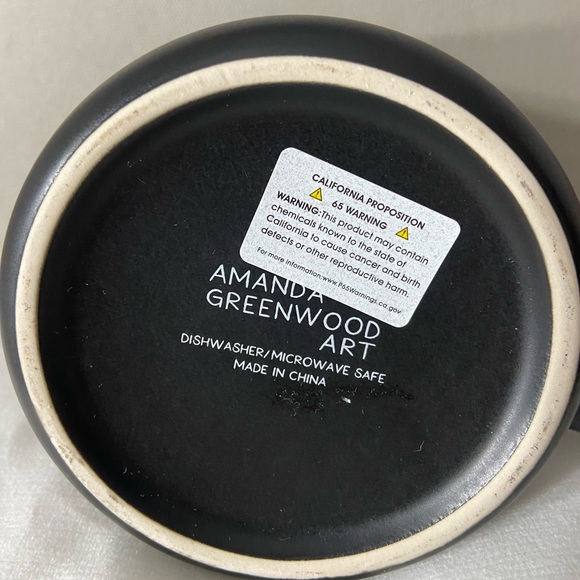 CALIFORNIA PROPOSITION
65 WARNING
WARNING:This product may contain
chemicals known to the state of
California to cause cancer and birth
defects or other reproductive harm.
For more information:www.P65Warnings.ca.gov
AMANDA
GREENWOOD
ART
DISHWASHER/MICROWAVE SAFE
MADE IN CHINA